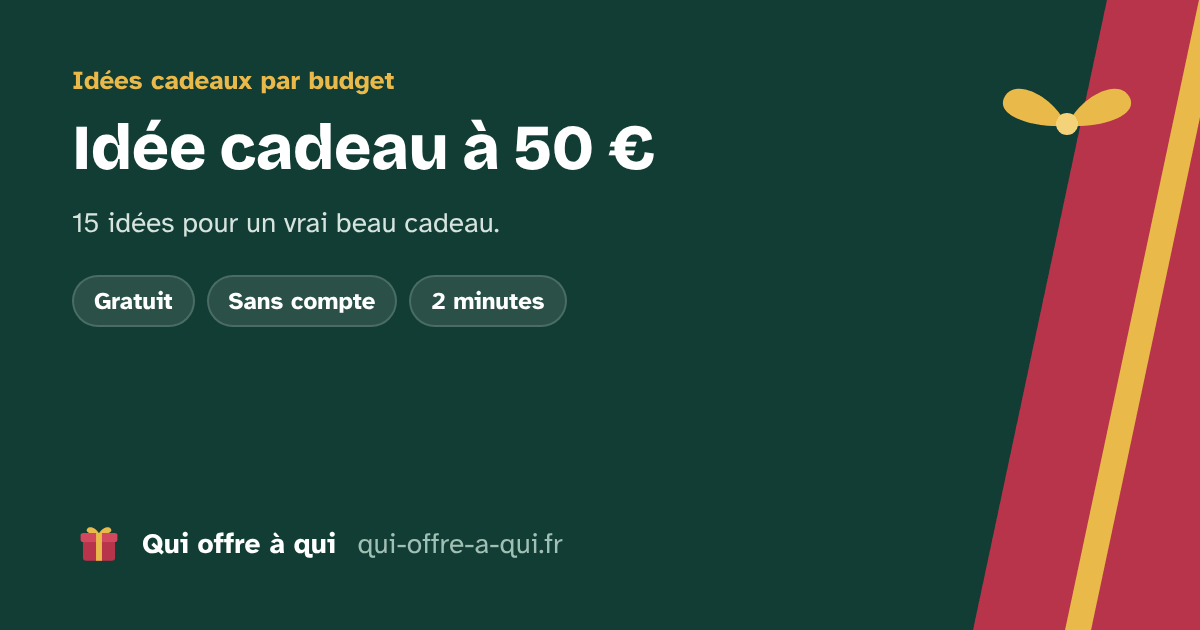 Idées cadeaux par budget
Idée cadeau à 50 €
15 idées pour un vrai beau cadeau.
Gratuit Sans compte 2 minutes
Qui offre à qui qui-offre-a-qui.fr